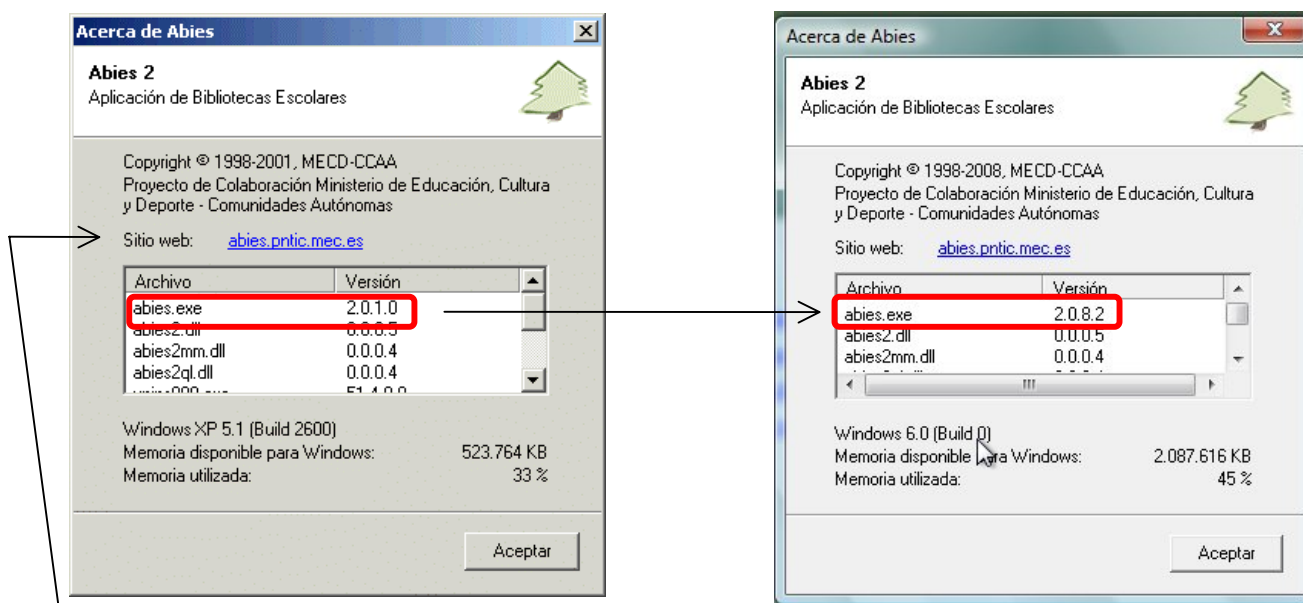 Acerca de Abies
Abies 2
Aplicación de Bibliotecas Escolares
Copyright © 1998-2001, MECD-CCAA
Proyecto de Colaboración Ministerio de Educación, Cultura
y Deporte - Comunidades Autónomas
Sitio web: abies.pntic.mec.es
Archivo Versión
abies.exe 2.0.1.0
abies2.dll 0.0.0.5
abies2mm.dll 0.0.0.4
abies2ql.dll 0.0.0.4
51.4.0.0
Windows XP 5.1 (Build 2600)
Memoria disponible para Windows: 523.764 KB
Memoria utilizada: 33 %
Aceptar
Acerca de Abies
Abies 2
Aplicación de Bibliotecas Escolares
Copyright © 1998-2008, MECD-CCAA
Proyecto de Colaboración Ministerio de Educación, Cultura
y Deporte - Comunidades Autónomas
Sitio web: abies.pntic.mec.es
Archivo Versión
abies.exe 2.0.8.2
abies2.dll 0.0.0.5
abies2mm.dll 0.0.0.4
Windows 6.0 (Build 0)
Memoria disponible para Windows: 2.087.616 KB
Memoria utilizada: 45 %
Aceptar